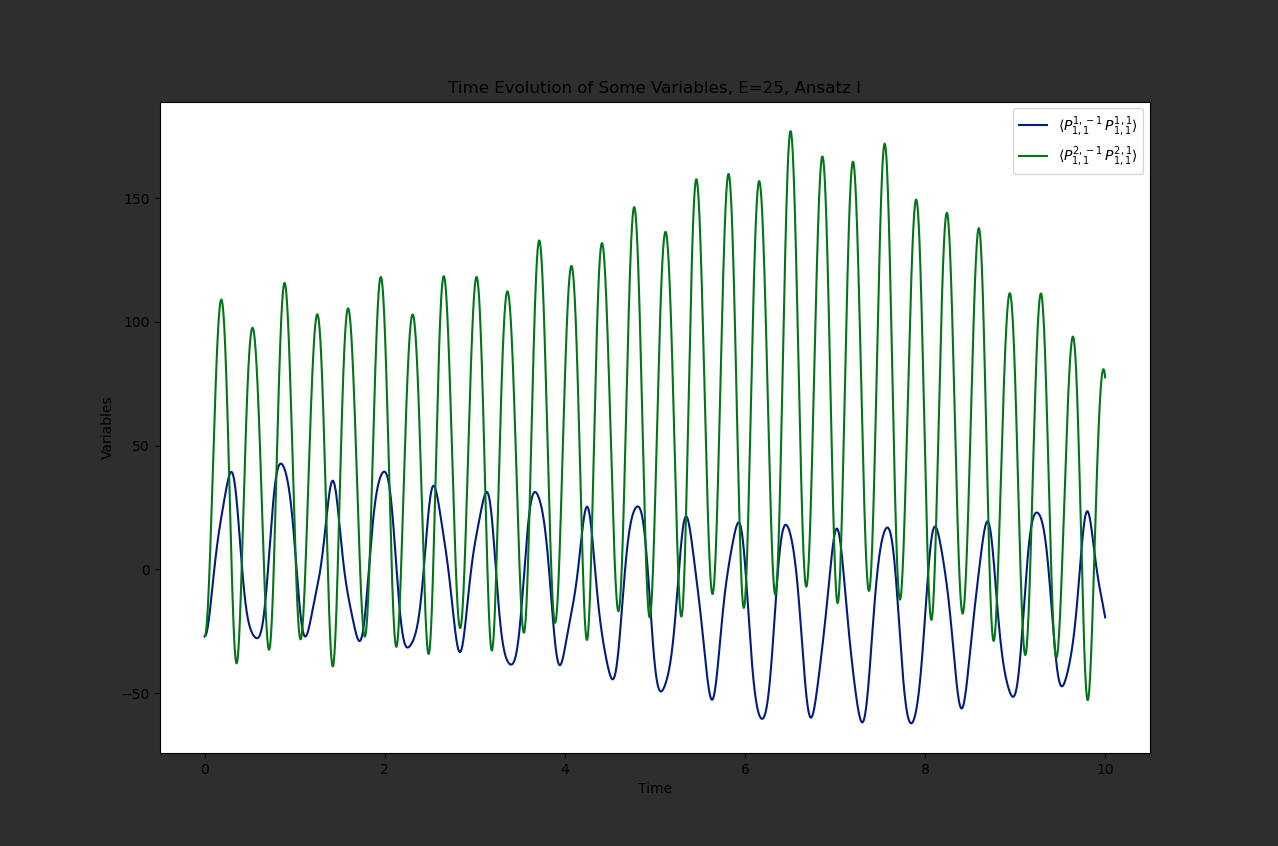 Time Evolution of Some Variables, E=25, Ansatz I
⟨P_{1,1}^{1,−1} P_{1,1}^{1,1}⟩
⟨P_{1,1}^{2,−1} P_{1,1}^{2,1}⟩
Variables
150
100
50
0
−50
0 2 4 6 8 10
Time